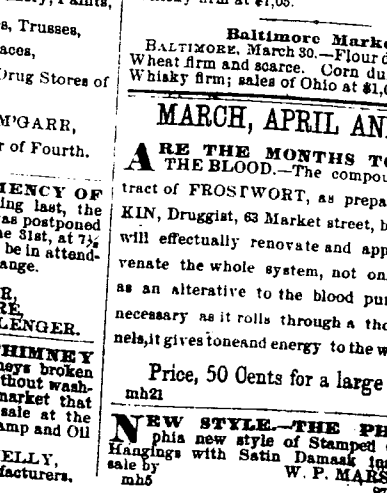 s, Trusses,
aces,
Drug Stores of
M'GARR,
r of Fourth.
IENCY OF
ing last, the
as postponed
e 31st, at 7½
be in attend-
ange.
R,
RE,
LENGER.
CHIMNEY
neys broken
thout wash-
market that
sale at the
amp and Oil
ELLY,
facturers.
firm at $1,05.
Baltimore Marke
BALTIMORE, March 30.—Flour d
Wheat firm and scarce. Corn du
Whisky firm; sales of Ohio at $1,0
MARCH, APRIL AN
ARE THE MONTHS TO
THE BLOOD.—The compou
tract of FROSTWORT, as prepa
KIN, Druggist, 63 Market street, b
will effectually renovate and app
venate the whole system, not on
as an alterative to the blood pur
necessary as it rolls through a tho
nels, it gives tone and energy to the w
Price, 50 Cents for a large
mh21
NEW STYLE.—THE PH
phia new style of Stamped
Hangings with Satin Damask
sale by
mh5 W. P. MARS